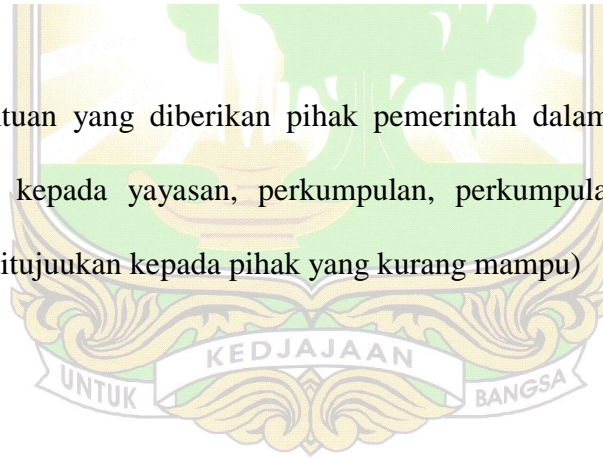 tuan yang diberikan pihak pemerintah dalam
kepada yayasan, perkumpulan, perkumpula
itujuukan kepada pihak yang kurang mampu)
UNTUK KEDJAJAAN BANGSA